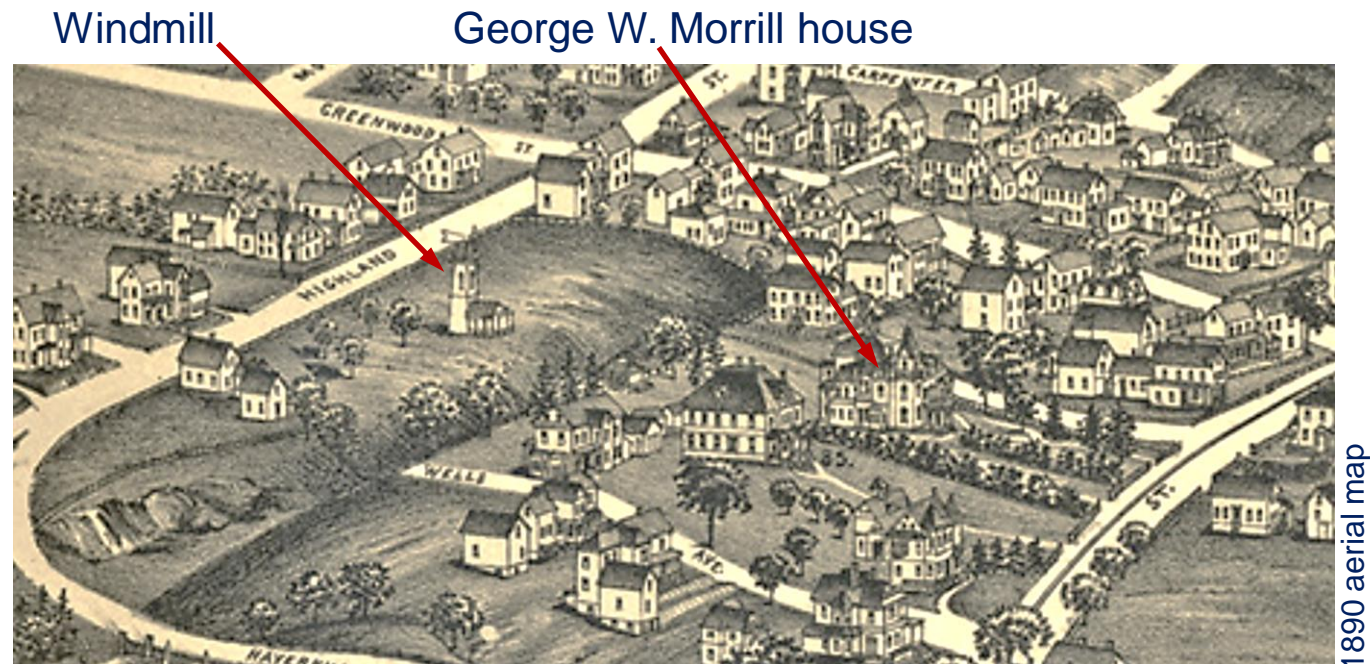 Windmill
George W. Morrill house
GREENWOOD
ST.
ST.
CARPENTER
HIGHLAND
WELLS
AVE
ST.
1890 aerial map